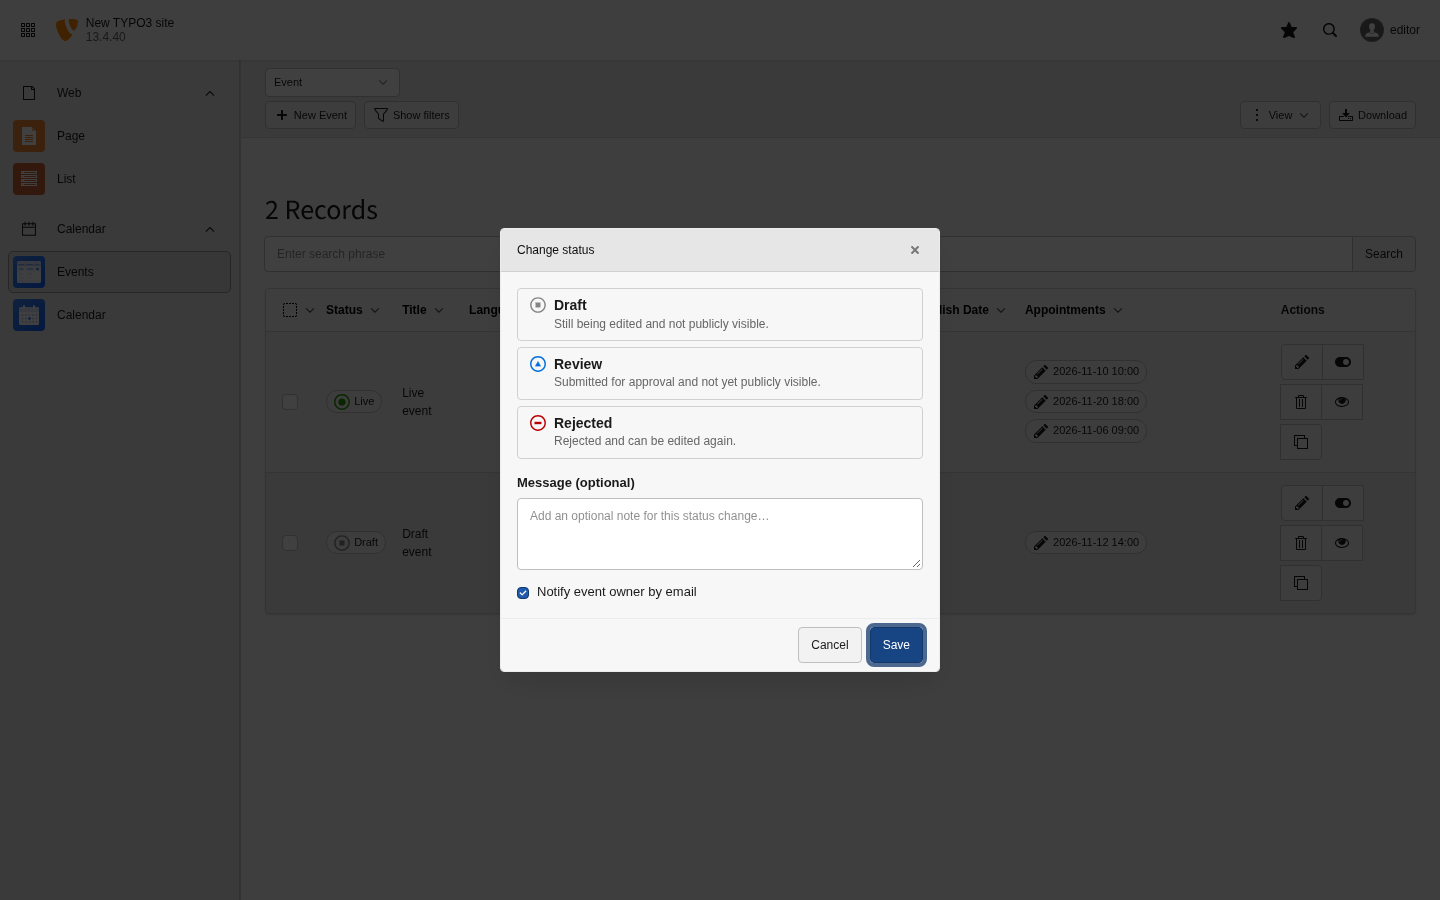 New TYPO3 site
13.4.40
editor
Web
Page
List
Calendar
Events
Calendar
Event
New Event
Show filters
View
Download
2 Records
Enter search phrase
Search
Status
Title
Appointments
Actions
Live
Live
event
2026-11-10 10:00
2026-11-20 18:00
2026-11-06 09:00
Draft
Draft
event
2026-11-12 14:00
Change status
Draft
Still being edited and not publicly visible.
Review
Submitted for approval and not yet publicly visible.
Rejected
Rejected and can be edited again.
Message (optional)
Add an optional note for this status change…
Notify event owner by email
Cancel
Save